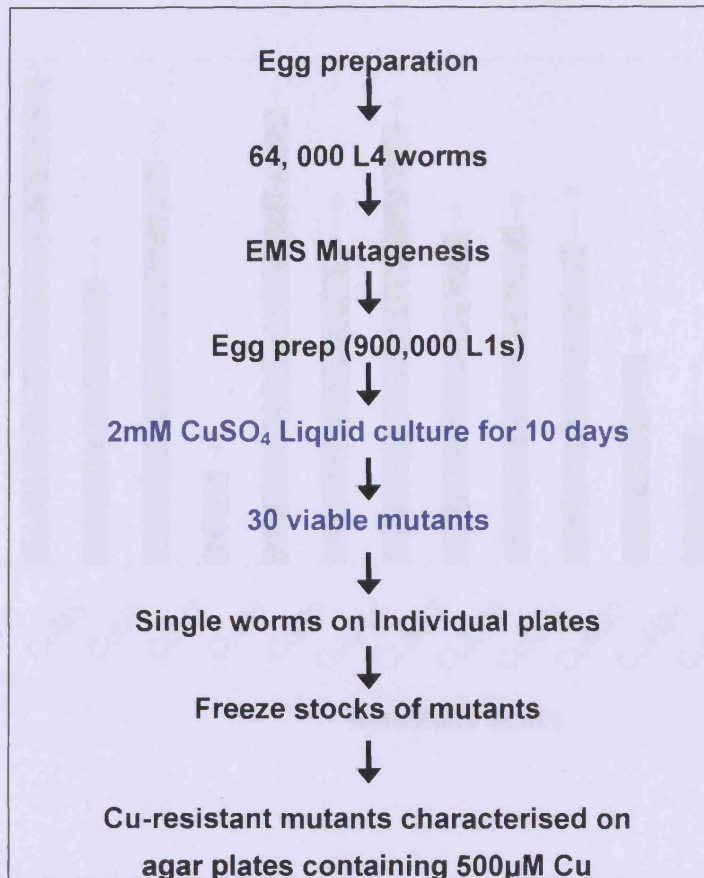 Egg preparation
64, 000 L4 worms
EMS Mutagenesis
Egg prep (900,000 L1s)
2mM CuSO₄ Liquid culture for 10 days
30 viable mutants
Single worms on Individual plates
Freeze stocks of mutants
Cu-resistant mutants characterised on
agar plates containing 500µM Cu